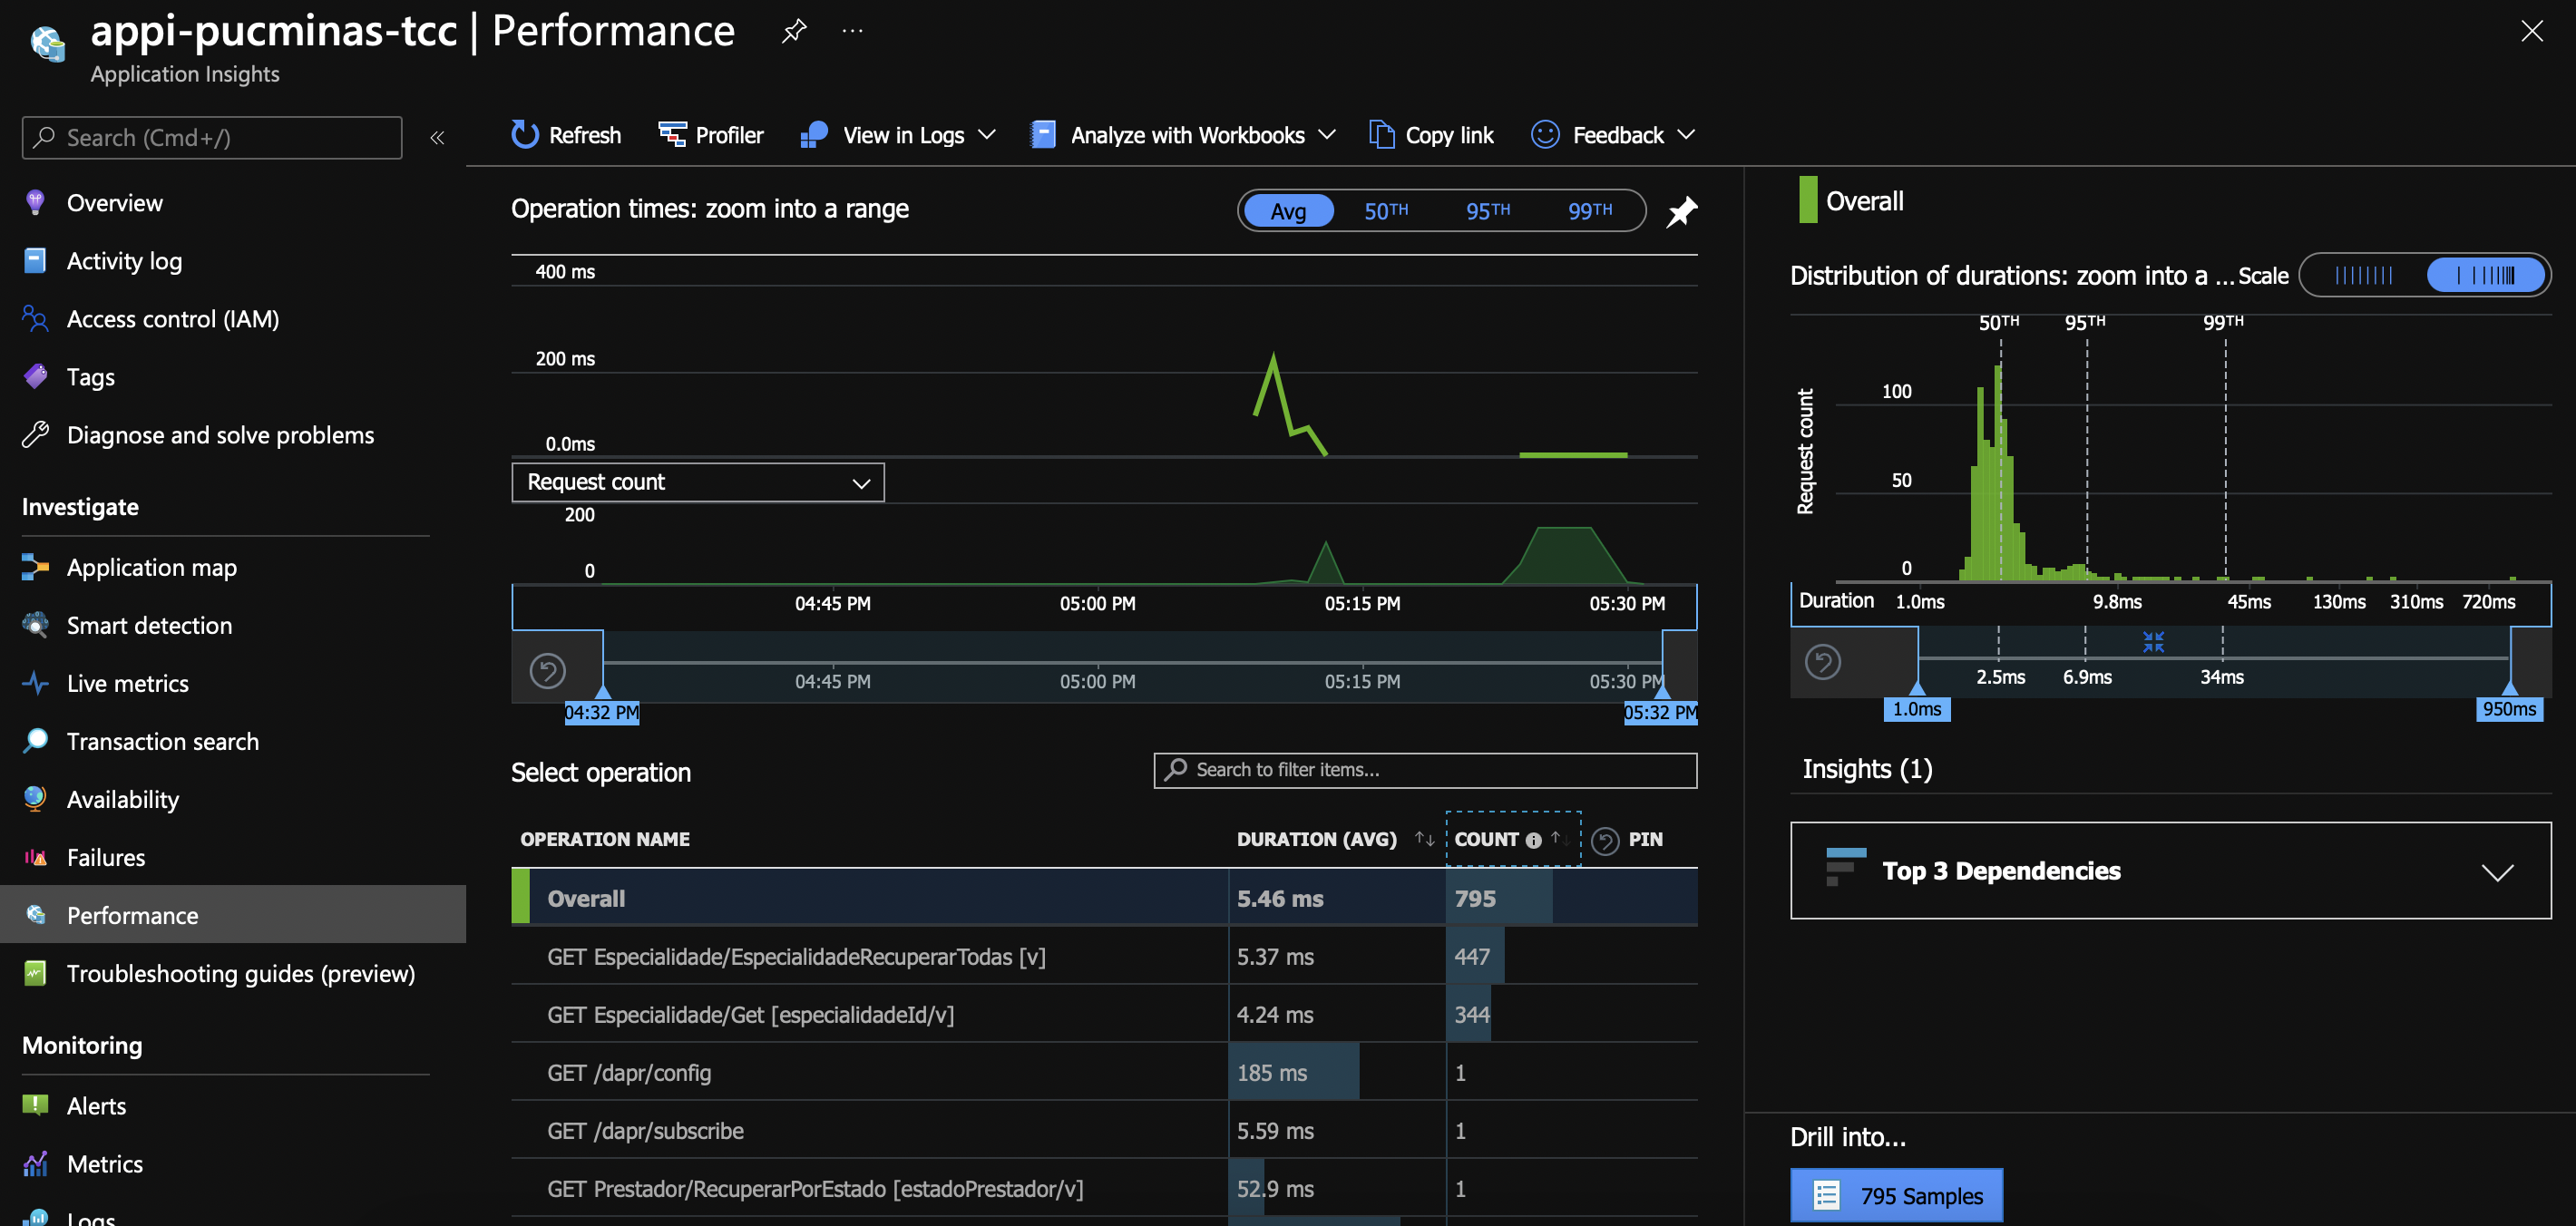 appi-pucminas-tcc | Performance
Application Insights
Search (Cmd+/)
Overview
Activity log
Access control (IAM)
Tags
Diagnose and solve problems
Investigate
Application map
Smart detection
Live metrics
Transaction search
Availability
Failures
Performance
Troubleshooting guides (preview)
Monitoring
Alerts
Metrics
Logs
Refresh
Profiler
View in Logs
Analyze with Workbooks
Copy link
Feedback
Operation times: zoom into a range
Avg 50TH 95TH 99TH
400 ms
200 ms
0.0ms
Request count
200
0
04:45 PM 05:00 PM 05:15 PM 05:30 PM
04:45 PM 05:00 PM 05:15 PM 05:30 PM
04:32 PM 05:32 PM
Select operation
Search to filter items...
OPERATION NAME DURATION (AVG) COUNT PIN
Overall 5.46 ms 795
GET Especialidade/EspecialidadeRecuperarTodas [v] 5.37 ms 447
GET Especialidade/Get [especialidadeId/v] 4.24 ms 344
GET /dapr/config 185 ms 1
GET /dapr/subscribe 5.59 ms 1
GET Prestador/RecuperarPorEstado [estadoPrestador/v] 52.9 ms 1
Overall
Distribution of durations: zoom into a ... Scale
50TH 95TH 99TH
Request count
100
50
0
Duration 1.0ms 9.8ms 45ms 130ms 310ms 720ms
2.5ms 6.9ms 34ms
1.0ms 950ms
Insights (1)
Top 3 Dependencies
Drill into...
795 Samples